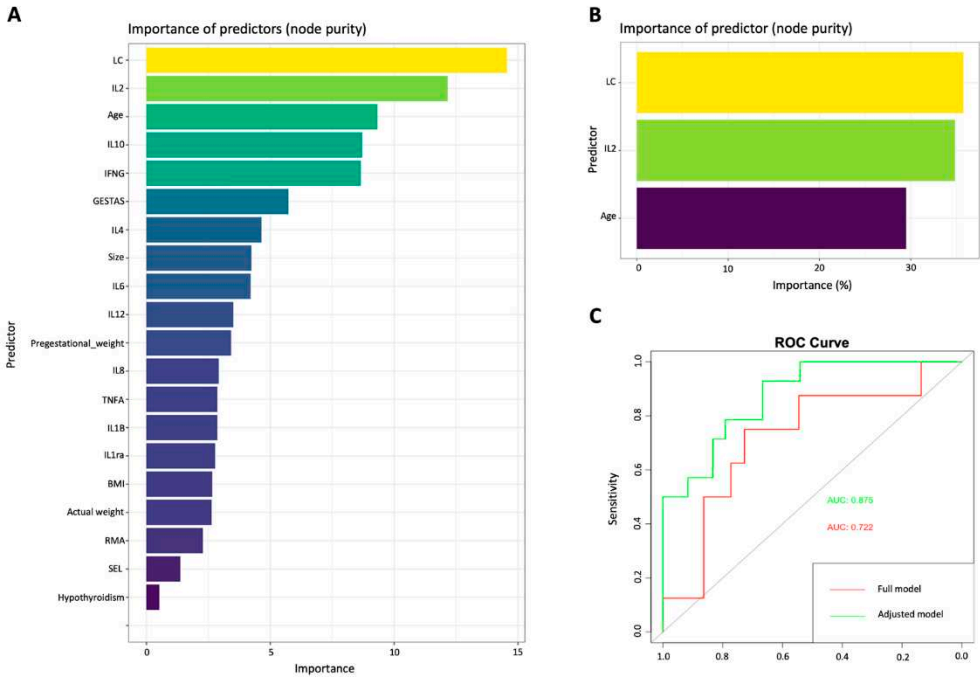 A
Importance of predictors (node purity)
Predictor
LC
IL2
Age
IL10
IFNG
GESTAS
IL4
Size
IL6
IL12
Pregestational_weight
IL8
TNFA
IL1B
IL1ra
BMI
Actual weight
RMA
SEL
Hypothyroidism
0 5 10 15
Importance
B
Importance of predictor (node purity)
Predictor
LC
IL2
Age
0 10 20 30
Importance (%)
C
ROC Curve
Sensitivity
1.0
0.8
0.6
0.4
0.2
0.0
AUC: 0.875
AUC: 0.722
Full model
Adjusted model
1.0 0.8 0.6 0.4 0.2 0.0